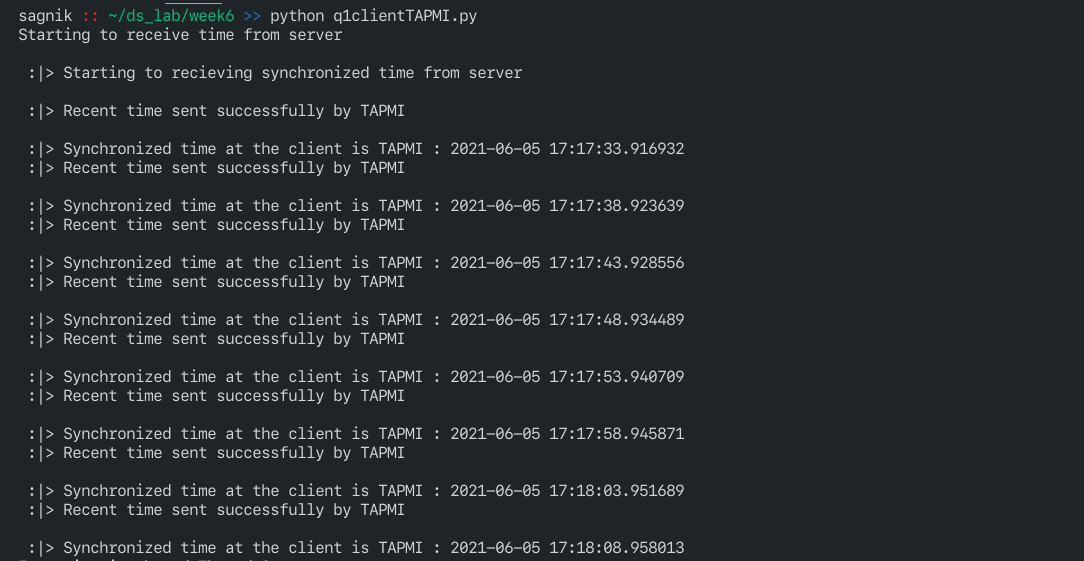 sagnik :: ~/ds_lab/week6 >> python q1clientTAPMI.py
Starting to receive time from server
:|> Starting to recieving synchronized time from server
:|> Recent time sent successfully by TAPMI
:|> Synchronized time at the client is TAPMI : 2021-06-05 17:17:33.916932
:|> Recent time sent successfully by TAPMI
:|> Synchronized time at the client is TAPMI : 2021-06-05 17:17:38.923639
:|> Recent time sent successfully by TAPMI
:|> Synchronized time at the client is TAPMI : 2021-06-05 17:17:43.928556
:|> Recent time sent successfully by TAPMI
:|> Synchronized time at the client is TAPMI : 2021-06-05 17:17:48.934489
:|> Recent time sent successfully by TAPMI
:|> Synchronized time at the client is TAPMI : 2021-06-05 17:17:53.940709
:|> Recent time sent successfully by TAPMI
:|> Synchronized time at the client is TAPMI : 2021-06-05 17:17:58.945871
:|> Recent time sent successfully by TAPMI
:|> Synchronized time at the client is TAPMI : 2021-06-05 17:18:03.951689
:|> Recent time sent successfully by TAPMI
:|> Synchronized time at the client is TAPMI : 2021-06-05 17:18:08.958013